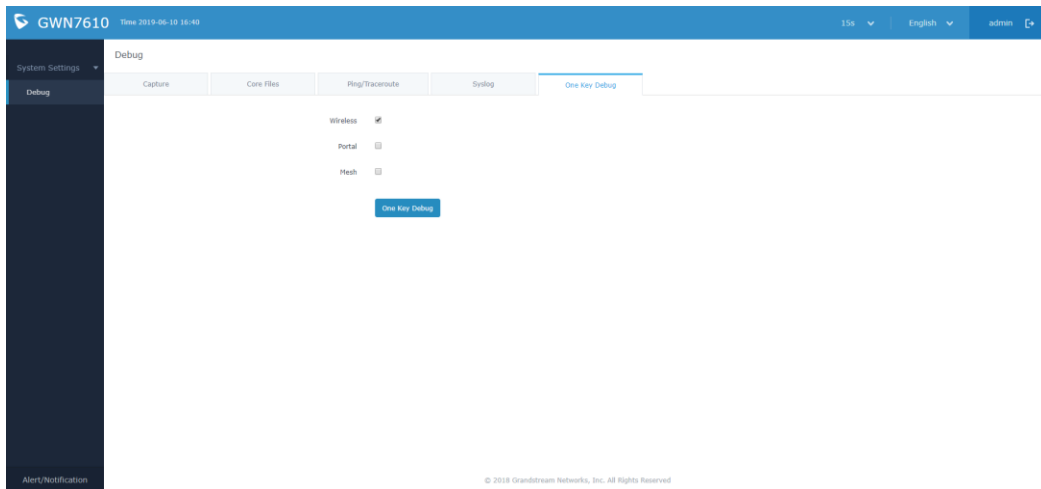 GWN7610 Time 2019-06-10 16:40 15s English admin
System Settings
Debug
Alert/Notification
Debug
Capture Core Files Ping/Traceroute Syslog One Key Debug
Wireless
Portal
Mesh
One Key Debug
© 2018 Grandstream Networks, Inc. All Rights Reserved